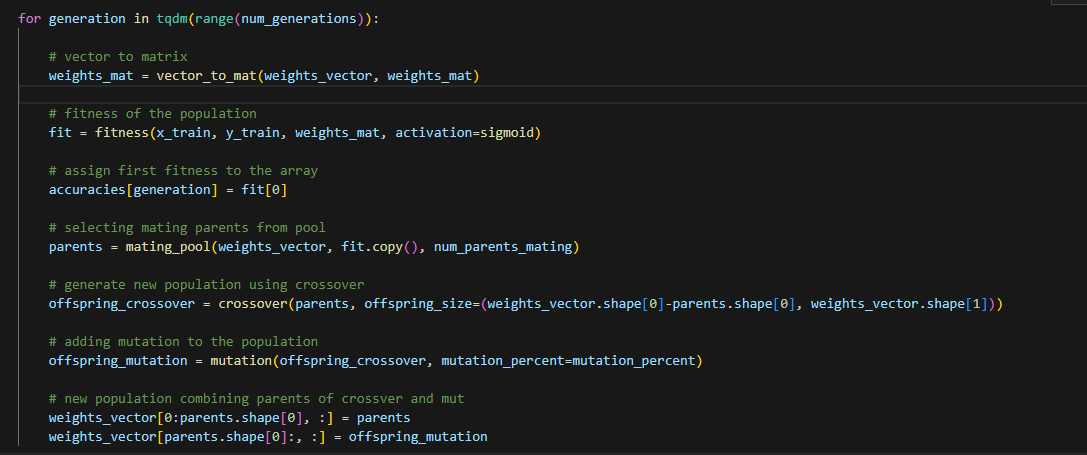 for generation in tqdm(range(num_generations)):
# vector to matrix
weights_mat = vector_to_mat(weights_vector, weights_mat)
# fitness of the population
fit = fitness(x_train, y_train, weights_mat, activation=sigmoid)
# assign first fitness to the array
accuracies[generation] = fit[0]
# selecting mating parents from pool
parents = mating_pool(weights_vector, fit.copy(), num_parents_mating)
# generate new population using crossover
offspring_crossover = crossover(parents, offspring_size=(weights_vector.shape[0]-parents.shape[0], weights_vector.shape[1]))
# adding mutation to the population
offspring_mutation = mutation(offspring_crossover, mutation_percent=mutation_percent)
# new population combining parents of crossver and mut
weights_vector[0:parents.shape[0], :] = parents
weights_vector[parents.shape[0]:, :] = offspring_mutation